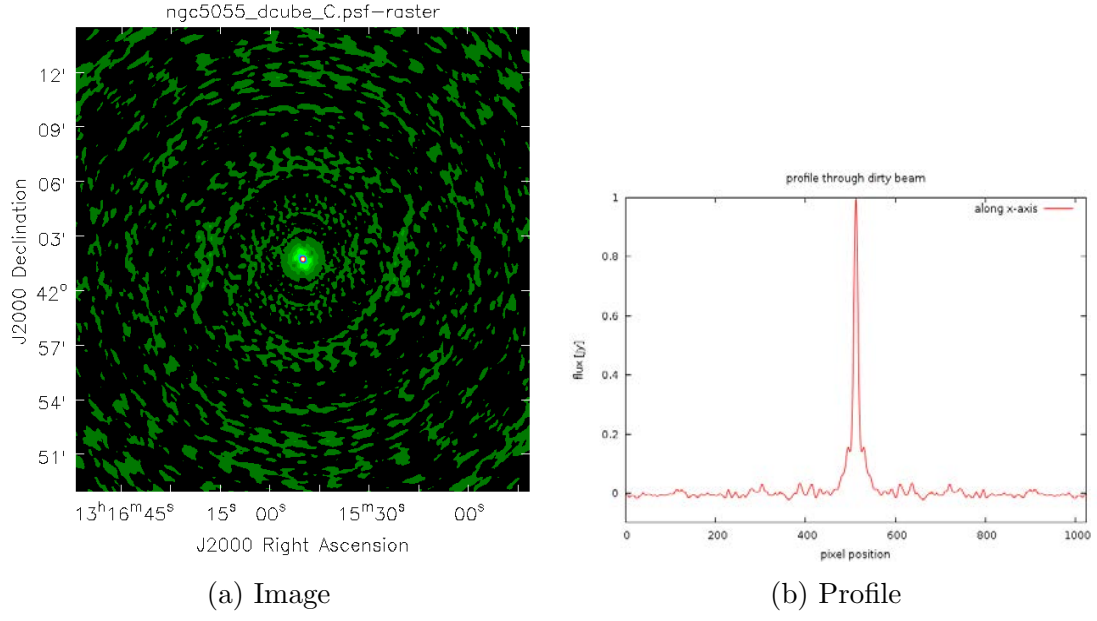 ngc5055_dcube_C.psf-raster
J2000 Declination
12'
09'
06'
03'
42°
57'
54'
51'
13ʰ16ᵐ45ˢ 15ˢ 00ˢ 15ᵐ30ˢ 00ˢ
J2000 Right Ascension
(a) Image
profile through dirty beam
along x-axis
flux [Jy]
1
0.8
0.6
0.4
0.2
0
0 200 400 600 800 1000
pixel position
(b) Profile